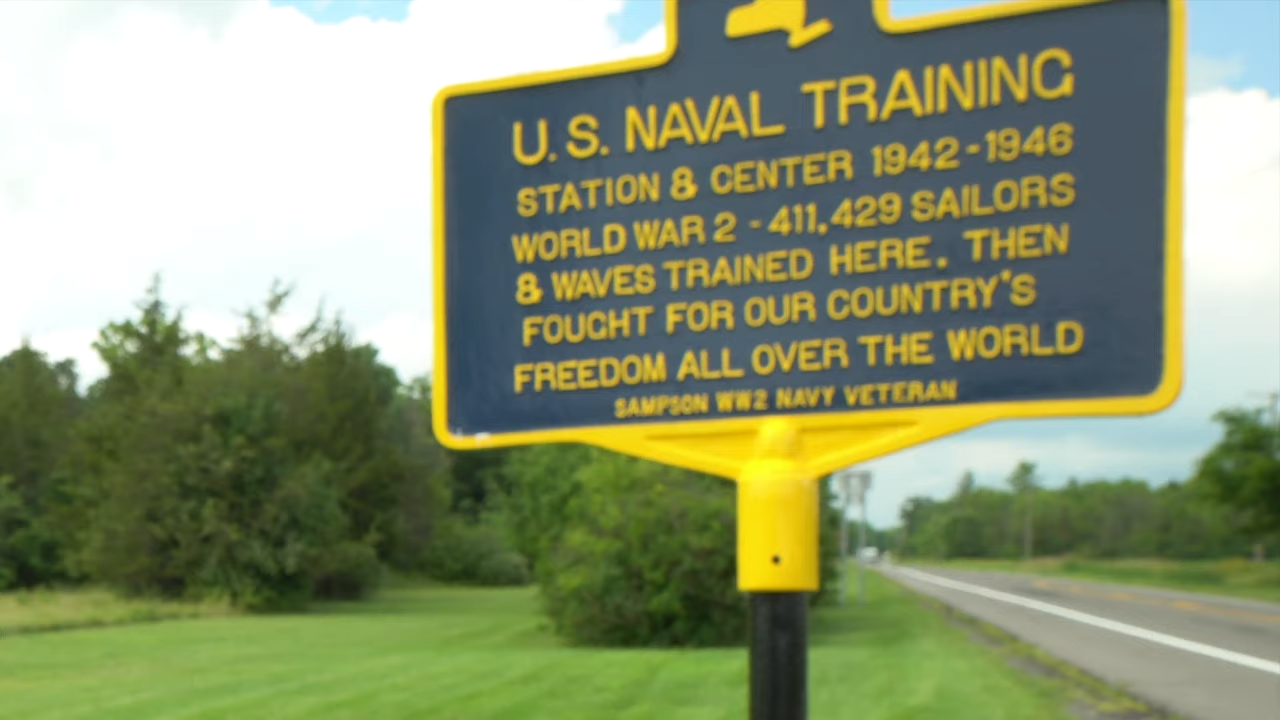 U.S. NAVAL TRAINING
STATION & CENTER 1942-1946
WORLD WAR 2 - 411,429 SAILORS
& WAVES TRAINED HERE. THEN
FOUGHT FOR OUR COUNTRY'S
FREEDOM ALL OVER THE WORLD
SAMPSON WW2 NAVY VETERAN